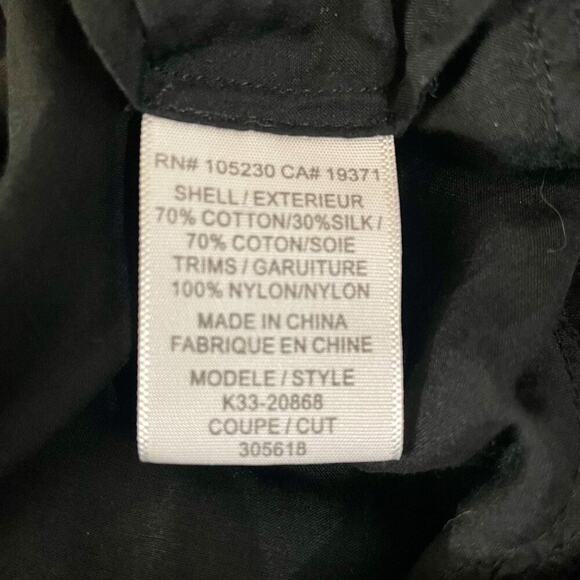 RN# 105230 CA# 19371
SHELL/EXTERIEUR
70% COTTON/30%SILK/
70% COTON/SOIE
TRIMS/GARUITURE
100% NYLON/NYLON
MADE IN CHINA
FABRIQUE EN CHINE
MODELE/STYLE
K33-20868
COUPE/CUT
305618